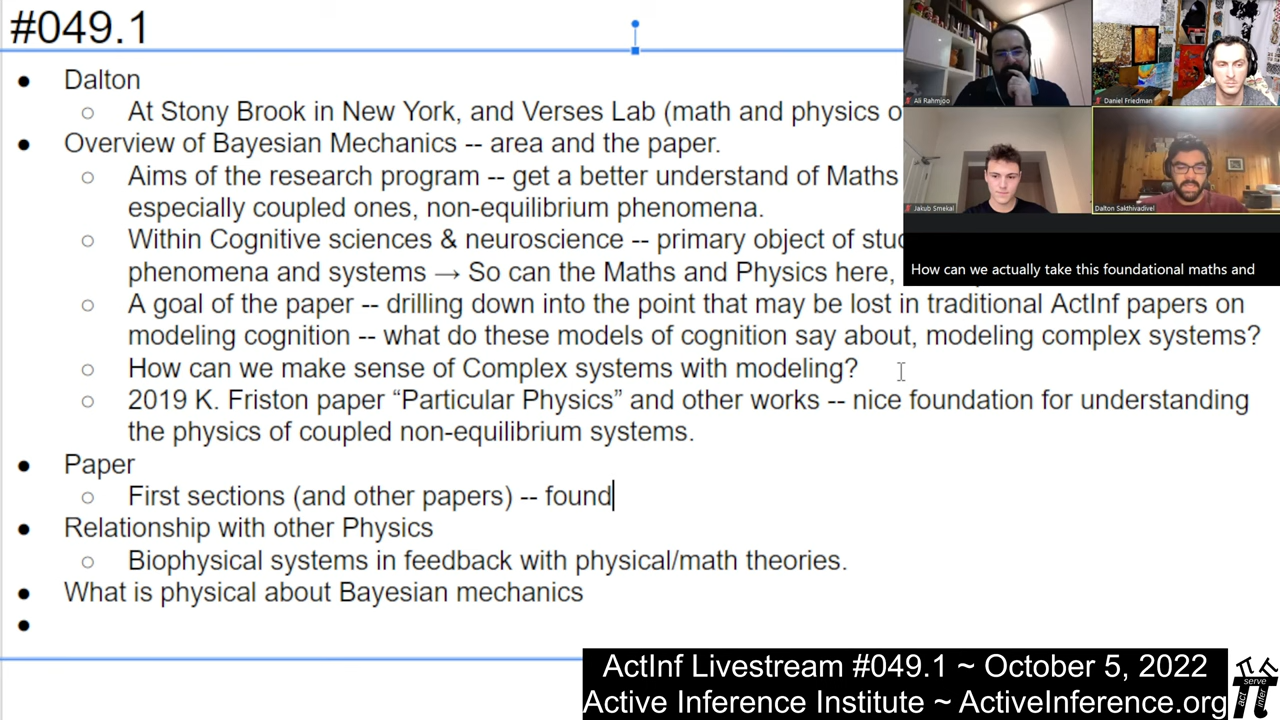 #049.1
● Dalton
○ At Stony Brook in New York, and Verses Lab (math and physics o
● Overview of Bayesian Mechanics -- area and the paper.
○ Aims of the research program -- get a better understand of Maths
especially coupled ones, non-equilibrium phenomena.
○ Within Cognitive sciences & neuroscience -- primary object of stu
phenomena and systems → So can the Maths and Physics here,
○ A goal of the paper -- drilling down into the point that may be lost in traditional ActInf papers on
modeling cognition -- what do these models of cognition say about, modeling complex systems?
○ How can we make sense of Complex systems with modeling?
○ 2019 K. Friston paper “Particular Physics” and other works -- nice foundation for understanding
the physics of coupled non-equilibrium systems.
● Paper
○ First sections (and other papers) -- found
● Relationship with other Physics
○ Biophysical systems in feedback with physical/math theories.
● What is physical about Bayesian mechanics
●
Ali Rahmjoo
Daniel Friedman
Jakub Smekal
Dalton Sakthivadivel
How can we actually take this foundational maths and
ActInf Livestream #049.1 ~ October 5, 2022
Active Inference Institute ~ ActiveInference.org
serve
act
infer